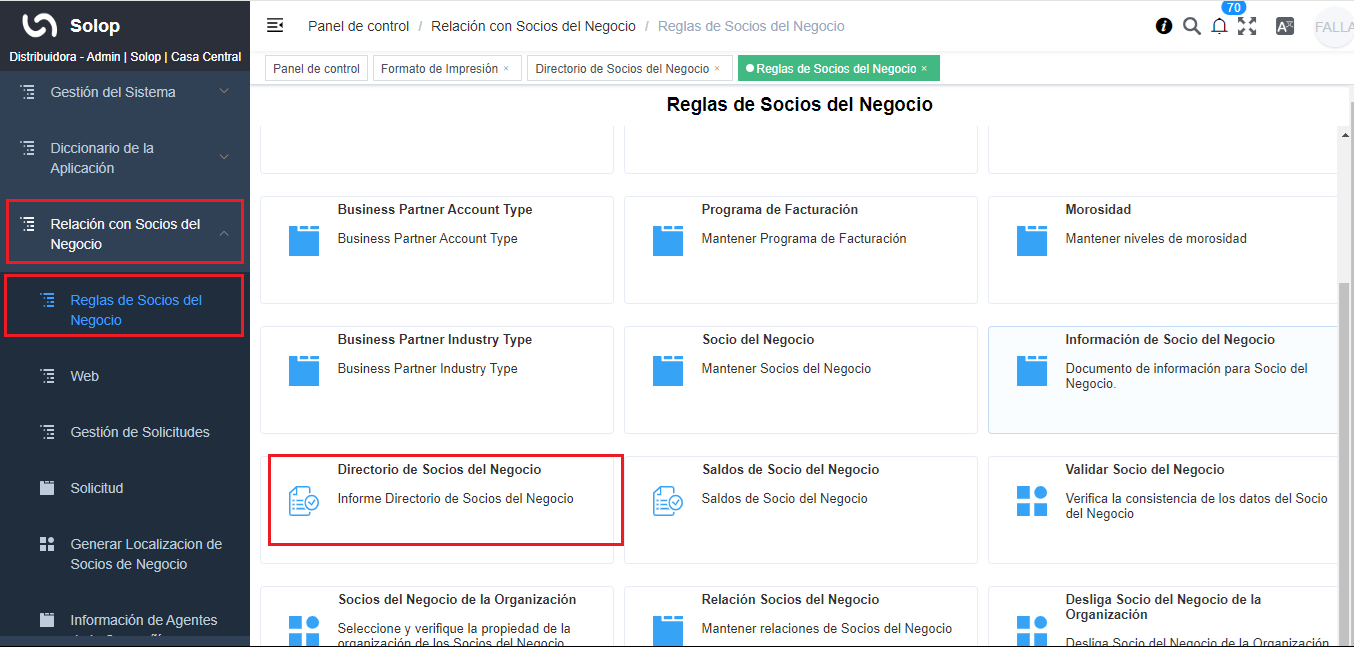 Solop
Distribuidora - Admin | Solop | Casa Central
Gestión del Sistema
Diccionario de la
Aplicación
Relación con Socios del
Negocio
Reglas de Socios del
Negocio
Web
Gestión de Solicitudes
Solicitud
Generar Localizacion de
Socios de Negocio
Información de Agentes
Panel de control / Relación con Socios del Negocio / Reglas de Socios del Negocio
70
FALLA
Panel de control
Formato de Impresión ×
Directorio de Socios del Negocio ×
Reglas de Socios del Negocio ×
Reglas de Socios del Negocio
Business Partner Account Type
Business Partner Account Type
Programa de Facturación
Mantener Programa de Facturación
Morosidad
Mantener niveles de morosidad
Business Partner Industry Type
Business Partner Industry Type
Socio del Negocio
Mantener Socios del Negocio
Información de Socio del Negocio
Documento de información para Socio del
Negocio.
Directorio de Socios del Negocio
Informe Directorio de Socios del Negocio
Saldos de Socio del Negocio
Saldos de Socio del Negocio
Validar Socio del Negocio
Verifica la consistencia de los datos del Socio
del Negocio
Socios del Negocio de la Organización
Seleccione y verifique la propiedad de la
organización de los Socios del Negocio
Relación Socios del Negocio
Mantener relaciones de Socios del Negocio
Desliga Socio del Negocio de la
Organización
Desliga Socio del Negocio de la Organización